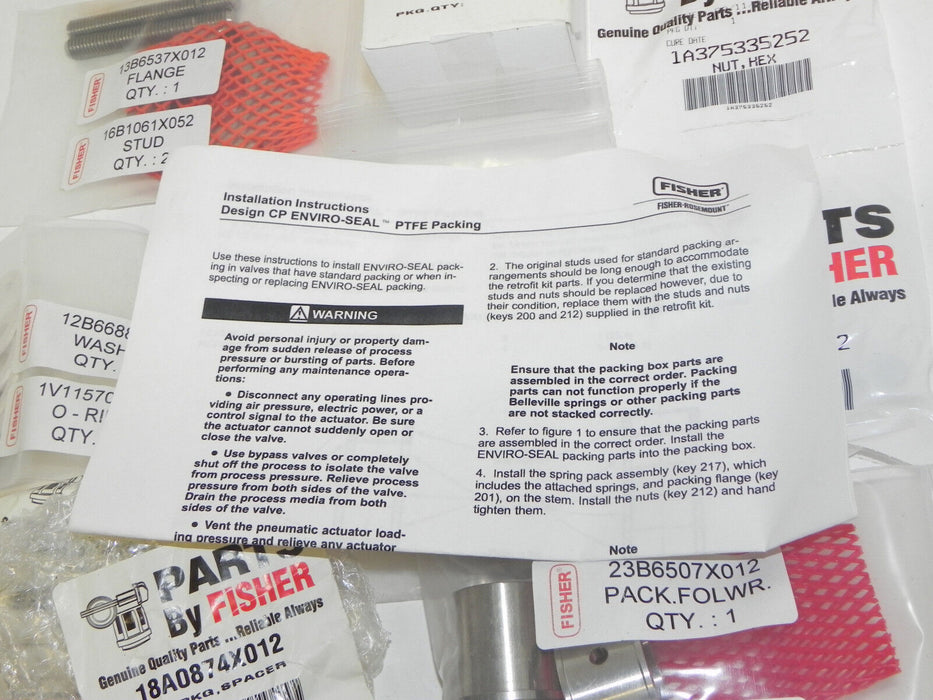 13B6537X012
FLANGE
QTY. : 1
FISHER
16B1061X052
STUD
QTY. : 2
FISHER
PKG.QTY:
By
Genuine Quality Parts ...Reliable
CURE DATE
1A375335252
NUT, HEX
1A375335252
Installation Instructions
Design CP ENVIRO-SEAL™ PTFE Packing
FISHER®
FISHER-ROSEMOUNT™
Use these instructions to install ENVIRO-SEAL pack-
ing in valves that have standard packing or when in-
specting or replacing ENVIRO-SEAL packing.
WARNING
Avoid personal injury or property dam-
age from sudden release of process
pressure or bursting of parts. Before
performing any maintenance opera-
tions:
• Disconnect any operating lines pro-
viding air pressure, electric power, or a
control signal to the actuator. Be sure
the actuator cannot suddenly open or
close the valve.
• Use bypass valves or completely
shut off the process to isolate the valve
from process pressure. Relieve process
pressure from both sides of the valve.
Drain the process media from both
sides of the valve.
• Vent the pneumatic actuator load-
ing pressure and relieve any actuator
2. The original studs used for standard packing ar-
rangements should be long enough to accommodate
the retrofit kit parts. If you determine that the existing
studs and nuts should be replaced however, due to
their condition, replace them with the studs and nuts
(keys 200 and 212) supplied in the retrofit kit.
Note
Ensure that the packing box parts are
assembled in the correct order. Packing
parts can not function properly if the
Belleville springs or other packing parts
are not stacked correctly.
3. Refer to figure 1 to ensure that the packing parts
are assembled in the correct order. Install the
ENVIRO-SEAL packing parts into the packing box.
4. Install the spring pack assembly (key 217), which
includes the attached springs, and packing flange (key
201), on the stem. Install the nuts (key 212) and hand
tighten them.
Note
TS
HER
le Always
2
FISHER
12B668
WASH
QTY.
FISHER
1V1157
O - RI
QTY.
PARTS
By FISHER
Genuine Quality Parts ...Reliable Always
18A0874X012
PKG, SPACER
FISHER
23B6507X012
PACK.FOLWR.
QTY. : 1